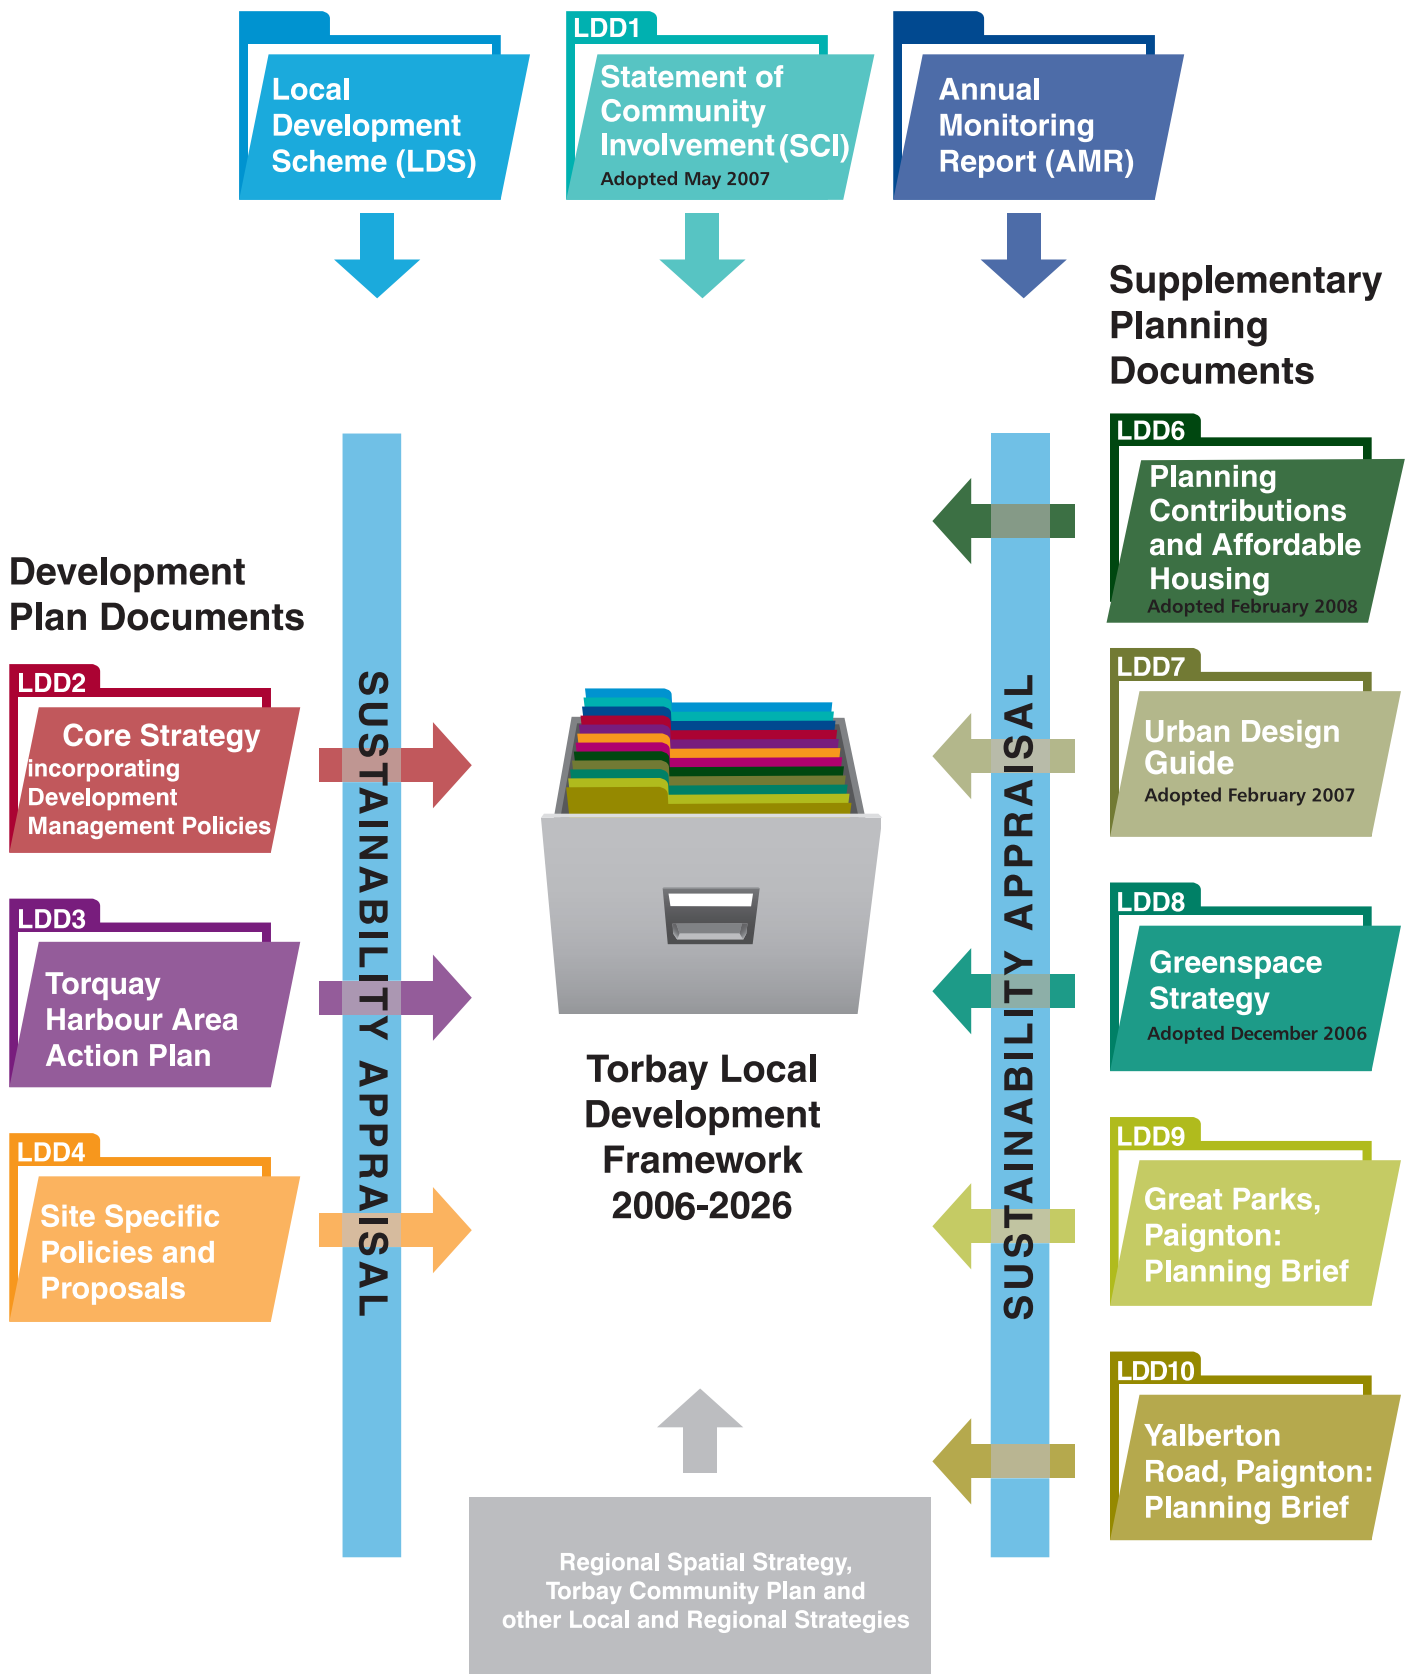 Local
Development
Scheme (LDS)
LDD1
Statement of
Community
Involvement (SCI)
Adopted May 2007
Annual
Monitoring
Report (AMR)
Supplementary
Planning
Documents
LDD6
Planning
Contributions
and Affordable
Housing
Adopted February 2008
LDD7
Urban Design
Guide
Adopted February 2007
LDD8
Greenspace
Strategy
Adopted December 2006
LDD9
Great Parks,
Paignton:
Planning Brief
LDD10
Yalberton
Road, Paignton:
Planning Brief
Development
Plan Documents
LDD2
Core Strategy
incorporating
Development
Management Policies
LDD3
Torquay
Harbour Area
Action Plan
LDD4
Site Specific
Policies and
Proposals
SUSTAINABILITY APPRAISAL
SUSTAINABILITY APPRAISAL
Torbay Local
Development
Framework
2006-2026
Regional Spatial Strategy,
Torbay Community Plan and
other Local and Regional Strategies